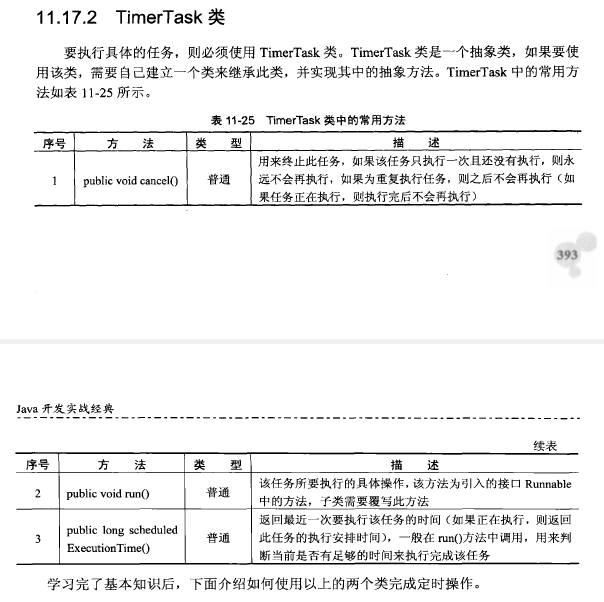 11.17.2 TimerTask 类
要执行具体的任务，则必须使用 TimerTask 类。TimerTask 类是一个抽象类，如果要使
用该类，需要自己建立一个类来继承此类，并实现其中的抽象方法。TimerTask 中的常用方
法如表 11-25 所示。
表 11-25 TimerTask 类中的常用方法
序号 方 法 类 型 描 述
用来终止此任务，如果该任务只执行一次且还没有执行，则永
1 public void cancel() 普通 远不会再执行，如果为重复执行任务，则之后不会再执行（如
果任务正在执行，则执行完后不会再执行）
393
Java 开发实战经典
续表
序号 方 法 类 型 描 述
2 public void run() 普通 该任务所要执行的具体操作，该方法为引入的接口 Runnable
中的方法，子类需要覆写此方法
返回最近一次要执行该任务的时间（如果正在执行，则返回
3 public long scheduled ExecutionTime() 普通 此任务的执行安排时间），一般在 run()方法中调用，用来判
断当前是否有足够的时间来执行完成该任务
学习完了基本知识后，下面介绍如何使用以上的两个类完成定时操作。